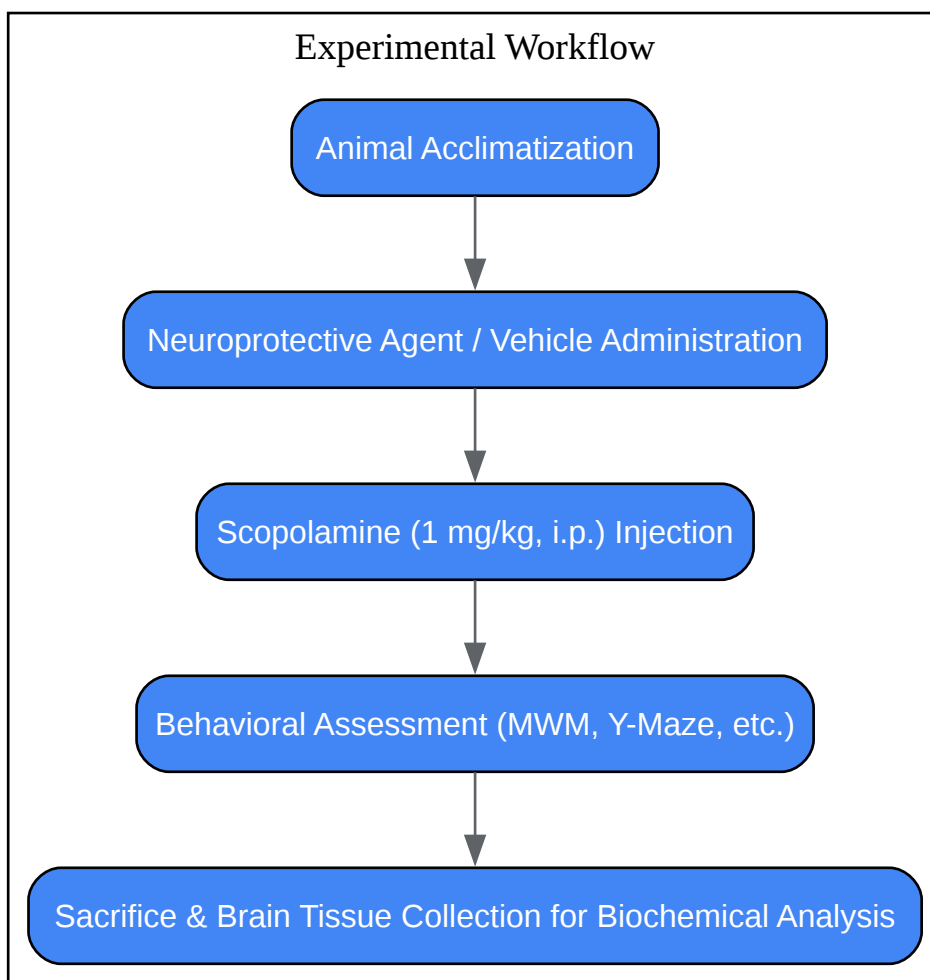 Experimental Workflow
Animal Acclimatization
Neuroprotective Agent / Vehicle Administration
Scopolamine (1 mg/kg, i.p.) Injection
Behavioral Assessment (MWM, Y-Maze, etc.)
Sacrifice & Brain Tissue Collection for Biochemical Analysis